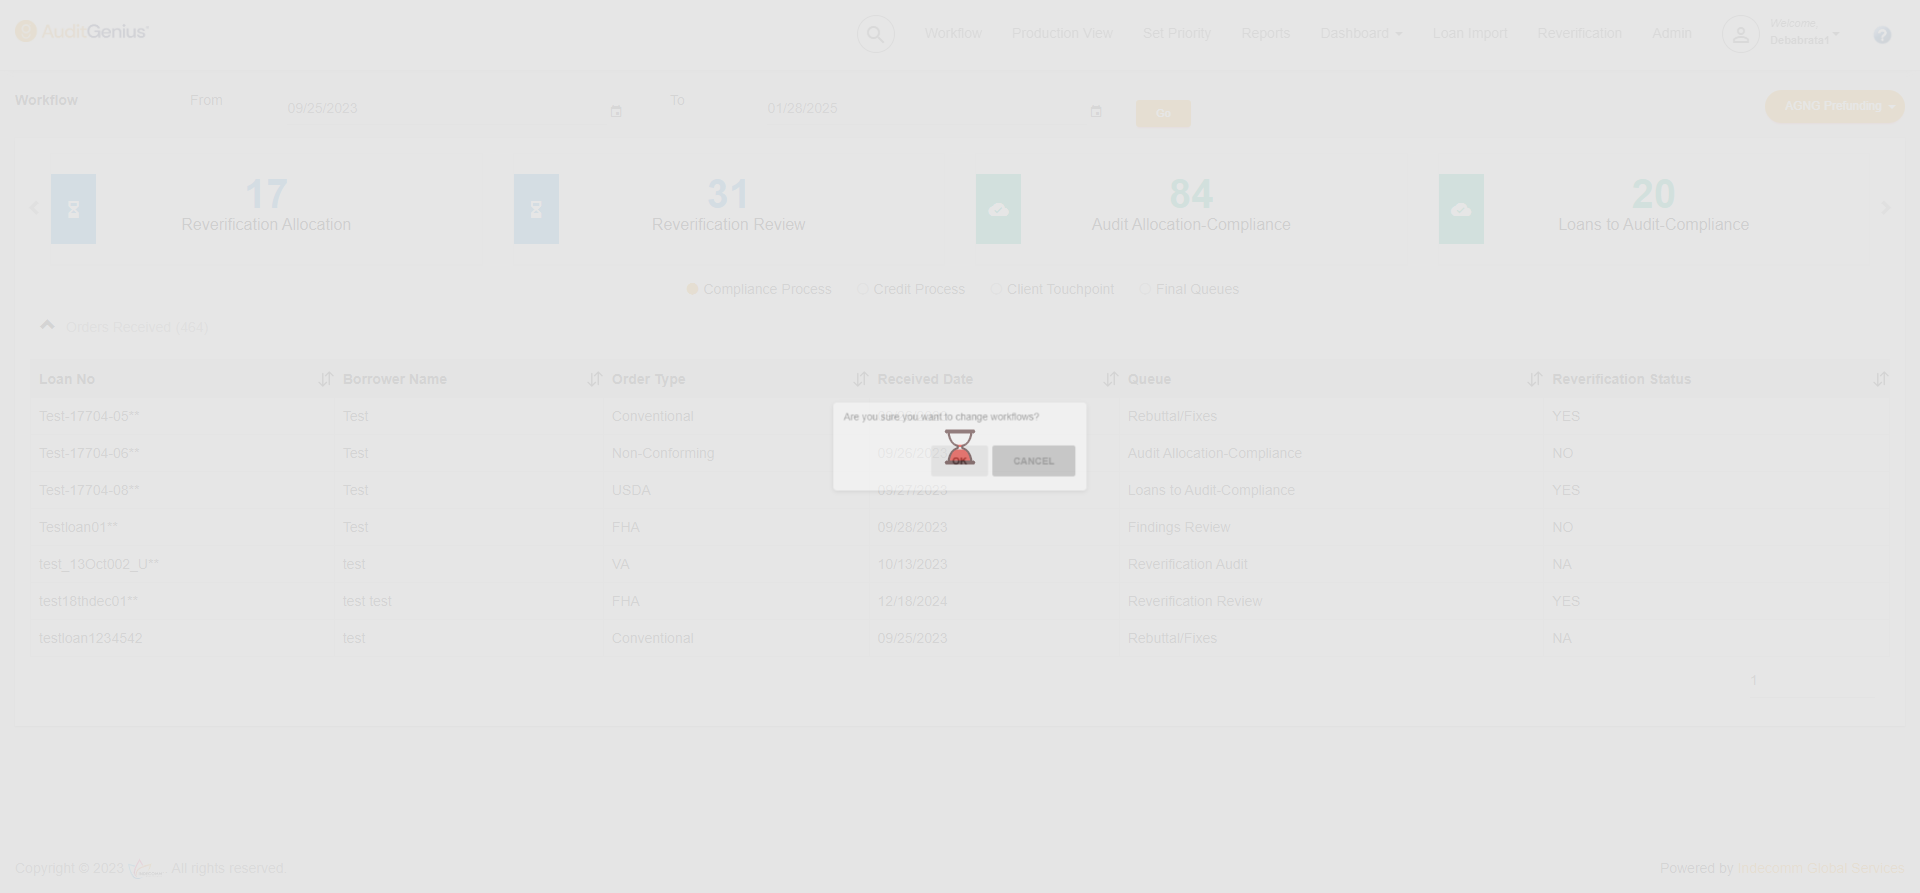 AuditGenius
Workflow Production View Set Priority Reports Dashboard Loan Import Reverification Admin
Welcome,
Debabrata1
Workflow From 09/25/2023 To 01/28/2025 Go AGNG Prefunding
17 31 84 20
Reverification Allocation Reverification Review Audit Allocation-Compliance Loans to Audit-Compliance
Compliance Process Credit Process Client Touchpoint Final Queues
Orders Received (464)
Loan No Borrower Name Order Type Received Date Queue Reverification Status
Test-17704-05** Test Conventional Rebuttal/Fixes YES
Test-17704-06** Test Non-Conforming 09/26/2023 Audit Allocation-Compliance NO
Test-17704-08** Test USDA 09/27/2023 Loans to Audit-Compliance YES
Testloan01** Test FHA 09/28/2023 Findings Review NO
test_13Oct002_U** test VA 10/13/2023 Reverification Audit NA
test18thdec01** test test FHA 12/18/2024 Reverification Review YES
testloan1234542 test Conventional 09/25/2023 Rebuttal/Fixes NA
1
Are you sure you want to change workflows?
OK CANCEL
Copyright © 2023 All rights reserved. Powered by Indecomm Global Services